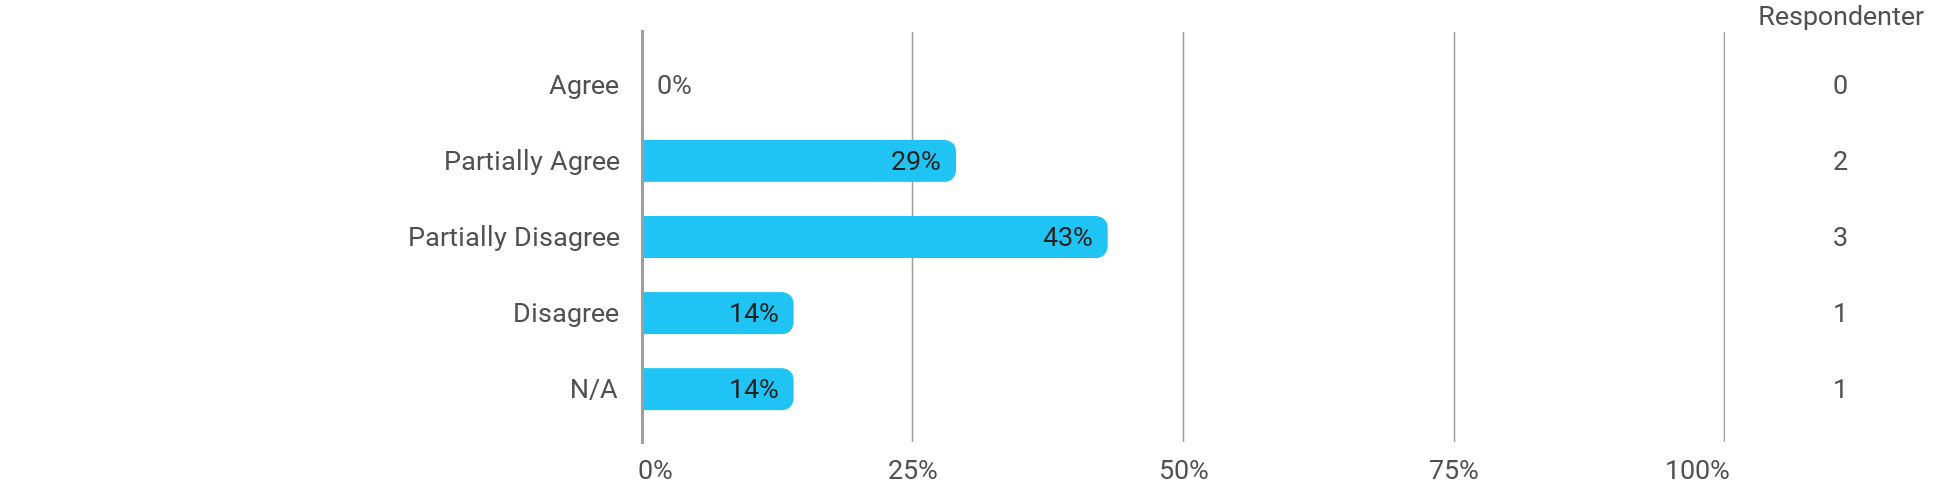 Respondenter
Agree 0% 0
Partially Agree 29% 2
Partially Disagree 43% 3
Disagree 14% 1
N/A 14% 1
0% 25% 50% 75% 100%